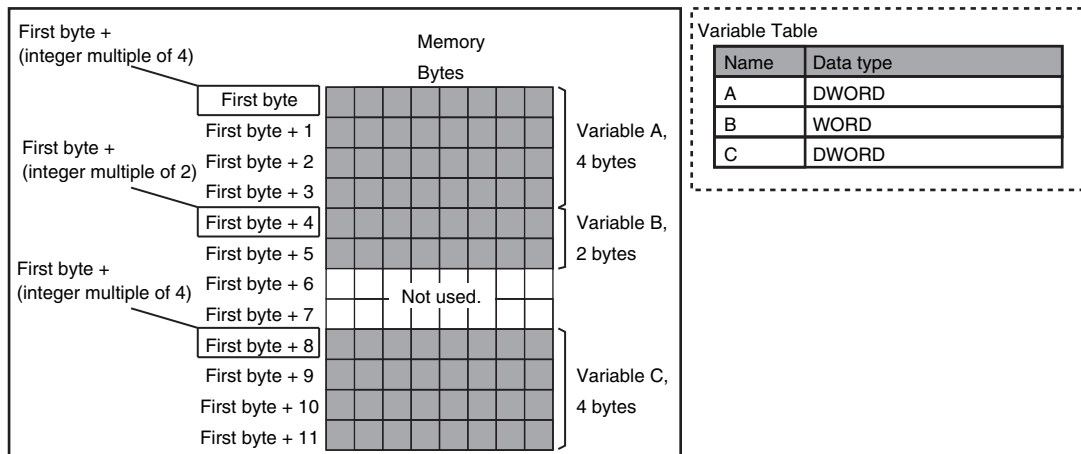 First byte +
(integer multiple of 4)
Memory
Bytes
First byte
First byte + 1
First byte + 2
First byte + 3
Variable A,
4 bytes
First byte +
(integer multiple of 2)
First byte + 4
First byte + 5
Variable B,
2 bytes
First byte +
(integer multiple of 4)
First byte + 6
First byte + 7
Not used.
First byte + 8
First byte + 9
First byte + 10
First byte + 11
Variable C,
4 bytes
Variable Table
Name Data type
A DWORD
B WORD
C DWORD